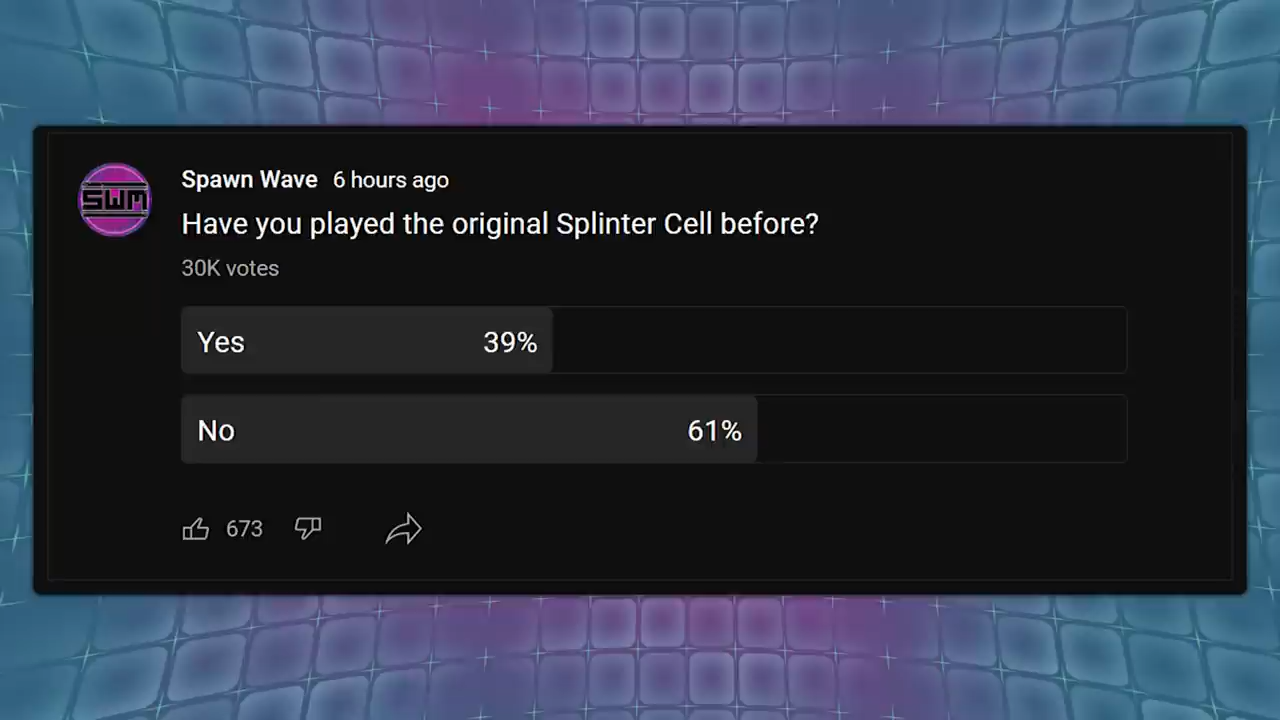 SWM
Spawn Wave 6 hours ago
Have you played the original Splinter Cell before?
30K votes
Yes 39%
No 61%
673